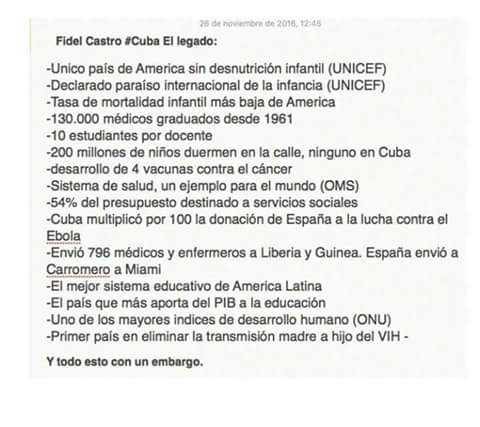 26 de noviembre de 2016, 12:45
Fidel Castro #Cuba El legado:
-Unico país de America sin desnutrición infantil (UNICEF)
-Declarado paraíso internacional de la infancia (UNICEF)
-Tasa de mortalidad infantil más baja de America
-130.000 médicos graduados desde 1961
-10 estudiantes por docente
-200 millones de niños duermen en la calle, ninguno en Cuba
-desarrollo de 4 vacunas contra el cáncer
-Sistema de salud, un ejemplo para el mundo (OMS)
-54% del presupuesto destinado a servicios sociales
-Cuba multiplicó por 100 la donación de España a la lucha contra el
Ebola
-Envió 796 médicos y enfermeros a Liberia y Guinea. España envió a
Carromero a Miami
-El mejor sistema educativo de America Latina
-El país que más aporta del PIB a la educación
-Uno de los mayores indices de desarrollo humano (ONU)
-Primer país en eliminar la transmisión madre a hijo del VIH -
Y todo esto con un embargo.